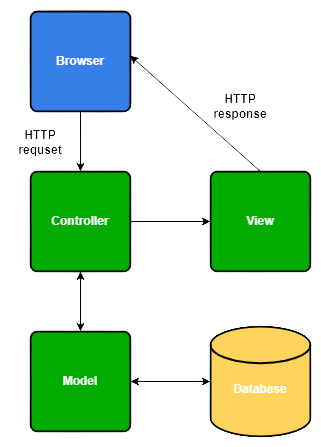 Browser
HTTP
requset
HTTP
response
Controller
View
Model
Database